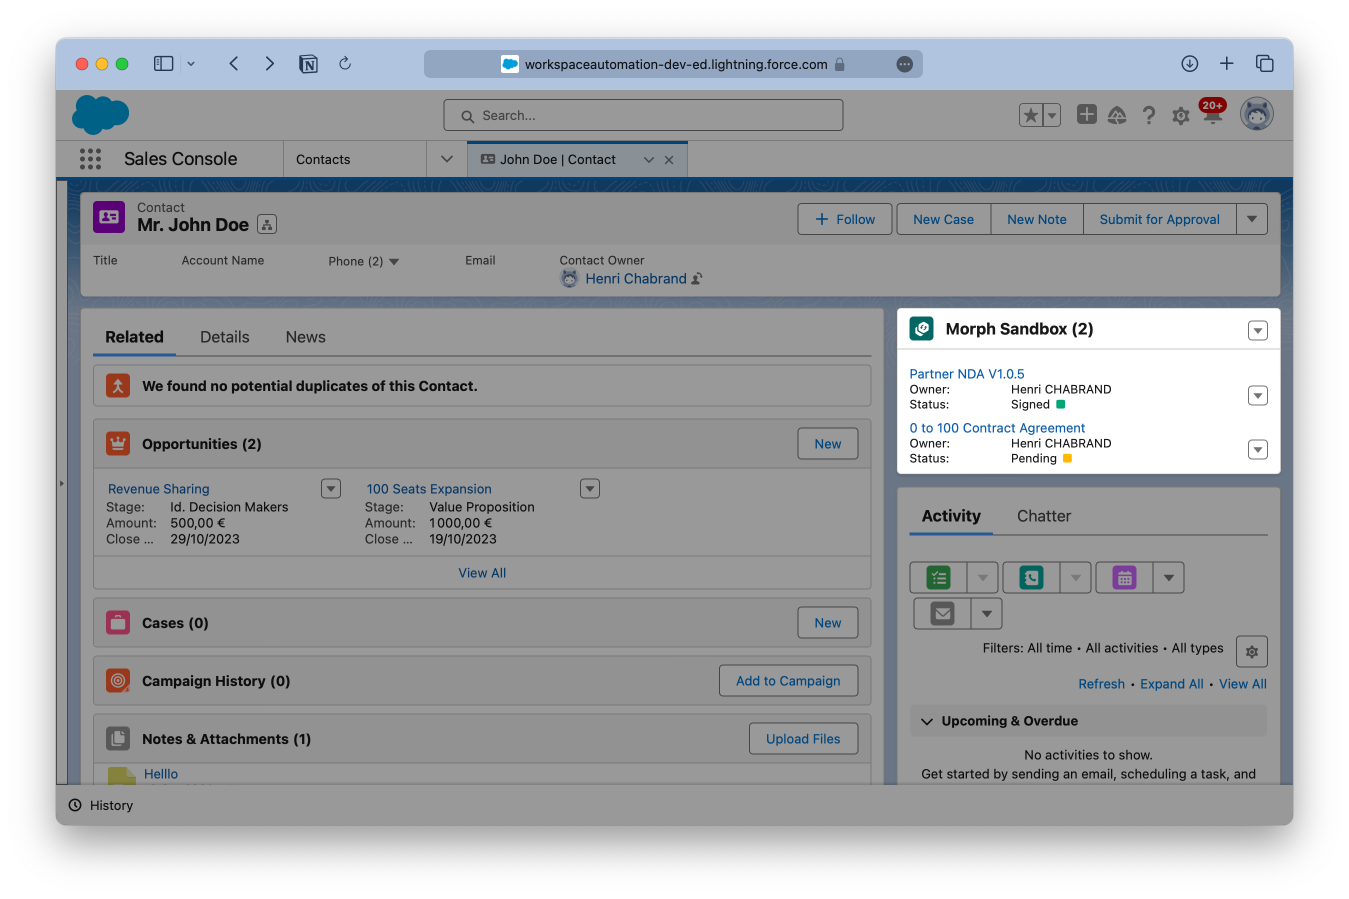 workspaceautomation-dev-ed.lightning.force.com
Search...
20+
Sales Console
Contacts
John Doe | Contact
Contact
Mr. John Doe
Follow
New Case
New Note
Submit for Approval
Title
Account Name
Phone (2)
Email
Contact Owner
Henri Chabrand
Related
Details
News
We found no potential duplicates of this Contact.
Opportunities (2)
New
Revenue Sharing
Stage: Id. Decision Makers
Amount: 500,00 €
Close ... 29/10/2023
100 Seats Expansion
Stage: Value Proposition
Amount: 1 000,00 €
Close ... 19/10/2023
View All
Cases (0)
New
Campaign History (0)
Add to Campaign
Notes & Attachments (1)
Upload Files
Helllo
Morph Sandbox (2)
Partner NDA V1.0.5
Owner: Henri CHABRAND
Status: Signed
0 to 100 Contract Agreement
Owner: Henri CHABRAND
Status: Pending
Activity
Chatter
Filters: All time • All activities • All types
Refresh • Expand All • View All
Upcoming & Overdue
No activities to show.
Get started by sending an email, scheduling a task, and
History